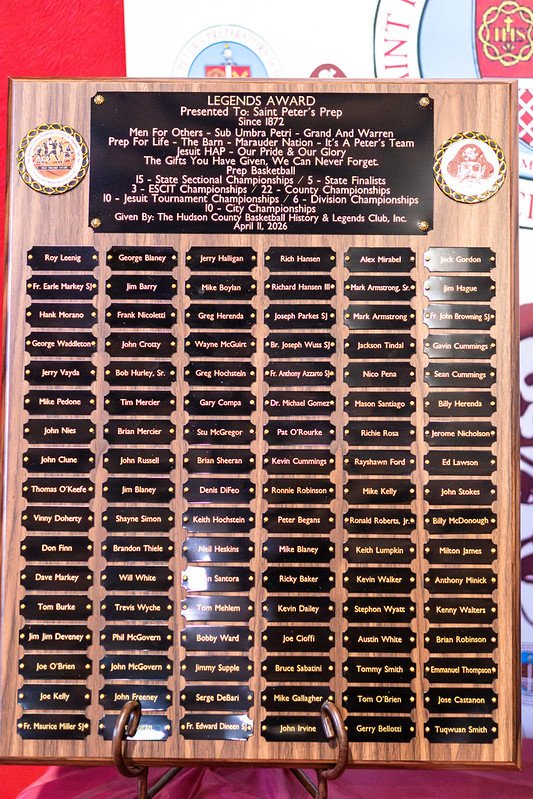 SAINT
IHS
LEGENDS AWARD
Presented To: Saint Peter's Prep
Since 1872
Men For Others - Sub Umbra Petri - Grand And Warren
Prep For Life - The Barn - Marauder Nation - It's A Peter's Team
Jesuit HAP - Our Pride & Our Glory
The Gifts You Have Given, We Can Never Forget.
Prep Basketball
15 - State Sectional Championships / 5 - State Finalists
3 - ESCIT Championships / 22 - County Championships
10 - Jesuit Tournament Championships / 6 - Division Championships
10 - City Championships
Given By: The Hudson County Basketball History & Legends Club, Inc.
April 11, 2026
Roy Leenig George Blaney Jerry Halligan Rich Hansen Alex Mirabel Jack Gordon
Fr. Earle Markey SJ Jim Barry Mike Boylan Richard Hansen III Mark Armstrong, Sr. Jim Hague
Hank Morano Frank Nicoletti Greg Herenda Joseph Parkes SJ Mark Armstrong Fr. John Browning SJ
George Waddleton John Crotty Wayne McGuirt Br. Joseph Wuss SJ Jackson Tindal Gavin Cummings
Jerry Vayda Bob Hurley, Sr. Greg Hochstein Fr. Anthony Azzarto SJ Nico Pena Sean Cummings
Mike Pedone Tim Mercier Gary Compa Dr. Michael Gomez Mason Santiago Billy Herenda
John Nies Brian Mercier Stu McGregor Pat O'Rourke Richie Rosa Jerome Nicholson
John Clune John Russell Brian Sheeran Kevin Cummings Rayshawn Ford Ed Lawson
Thomas O'Keefe Jim Blaney Denis DiFeo Ronnie Robinson Mike Kelly John Stokes
Vinny Doherty Shayne Simon Keith Hochstein Peter Begans Ronald Roberts, Jr. Billy McDonough
Don Finn Brandon Thiele Neil Heskins Mike Blaney Keith Lumpkin Milton James
Dave Markey Will White Santora Ricky Baker Kevin Walker Anthony Minick
Tom Burke Trevis Wyche Tom Mehlem Kevin Dailey Stephon Wyatt Kenny Walters
Jim Jim Deveney Phil McGovern Bobby Ward Joe Cioffi Austin White Brian Robinson
Joe O'Brien John McGovern Jimmy Supple Bruce Sabatini Tommy Smith Emmanuel Thompson
Joe Kelly John Freeney Serge DeBari Mike Gallagher Tom O'Brien Jose Castanon
Fr. Maurice Miller SJ Fr. Edward Dineen SJ John Irvine Gerry Bellotti Tuqwuan Smith